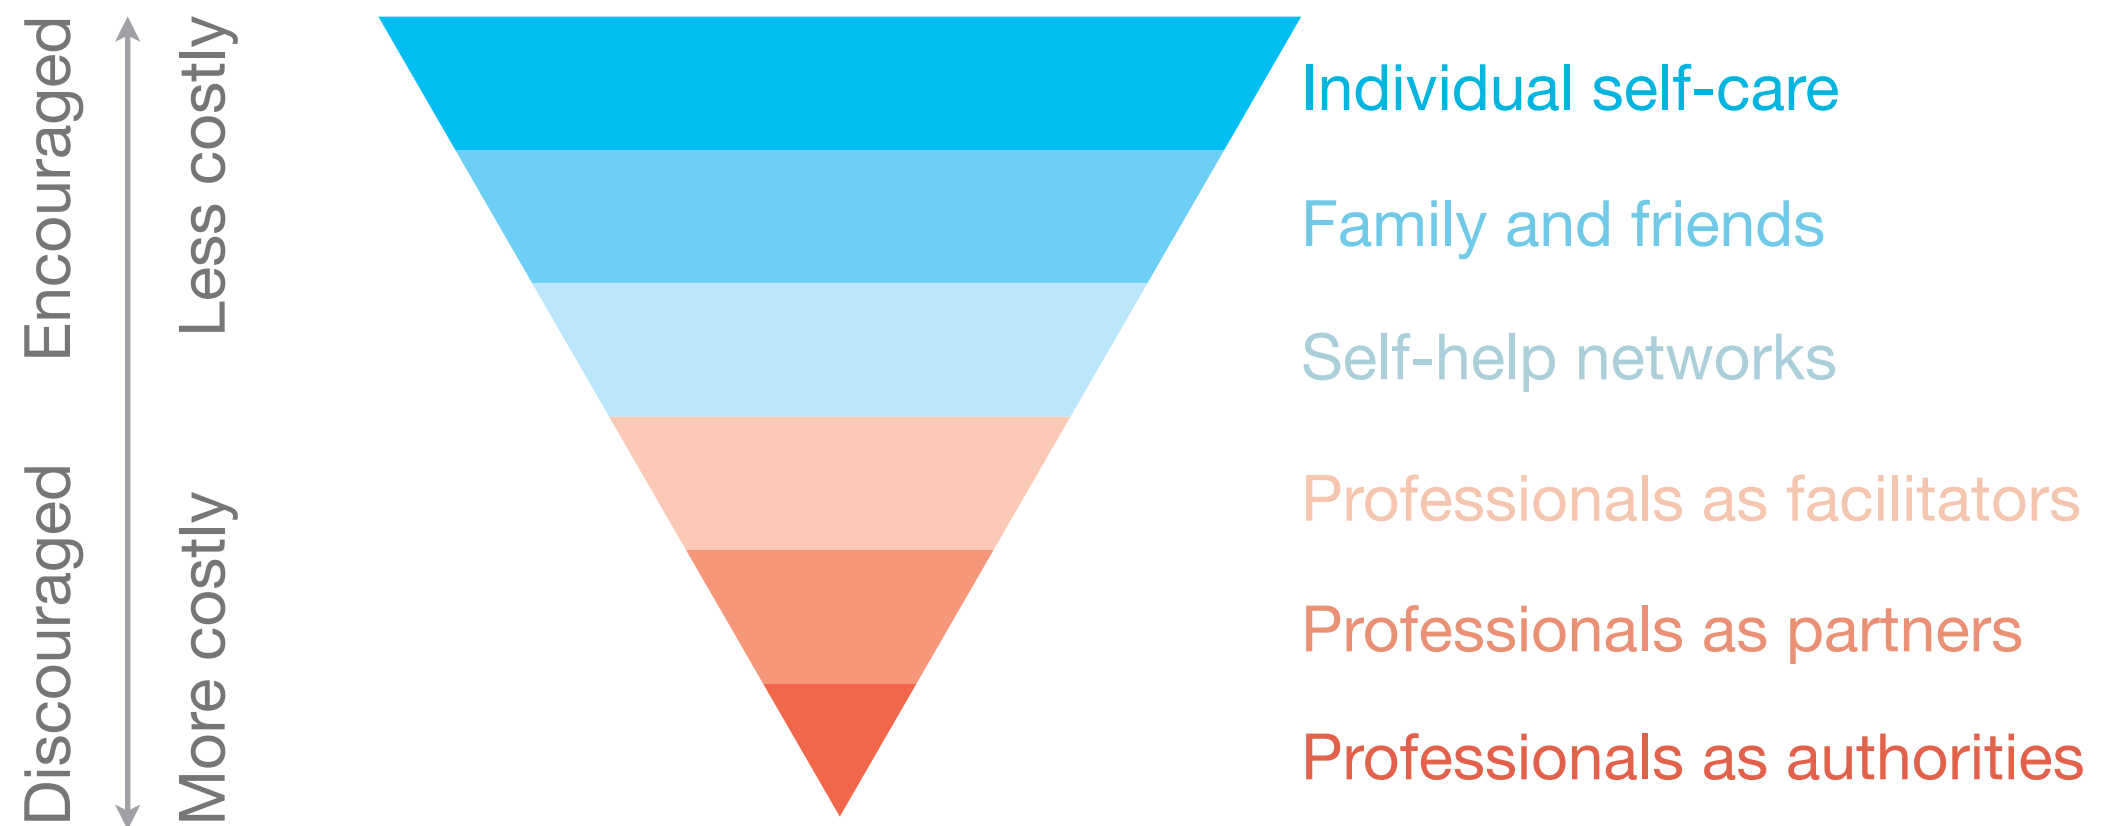 Encouraged
Discouraged
Less costly
More costly
Individual self-care
Family and friends
Self-help networks
Professionals as facilitators
Professionals as partners
Professionals as authorities